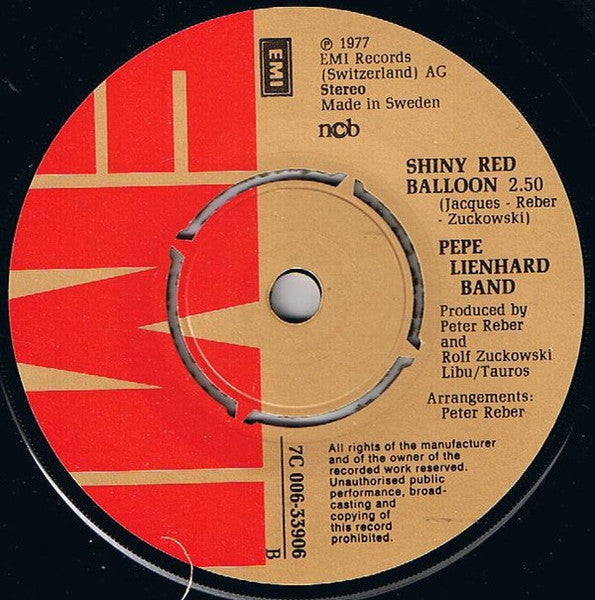 EMI
EMI
℗ 1977
EMI Records
(Switzerland) AG
Stereo
Made in Sweden
ncb
SHINY RED
BALLOON 2.50
(Jacques - Reber
- Zuckowski)
PEPE
LIENHARD
BAND
Produced by
Peter Reber
and
Rolf Zuckowski
Libu/Tauros
Arrangements:
Peter Reber
7C 006-33906
B
All rights of the manufacturer
and of the owner of the
recorded work reserved.
Unauthorised public
performance, broad-
casting and
copying of
this record
prohibited.